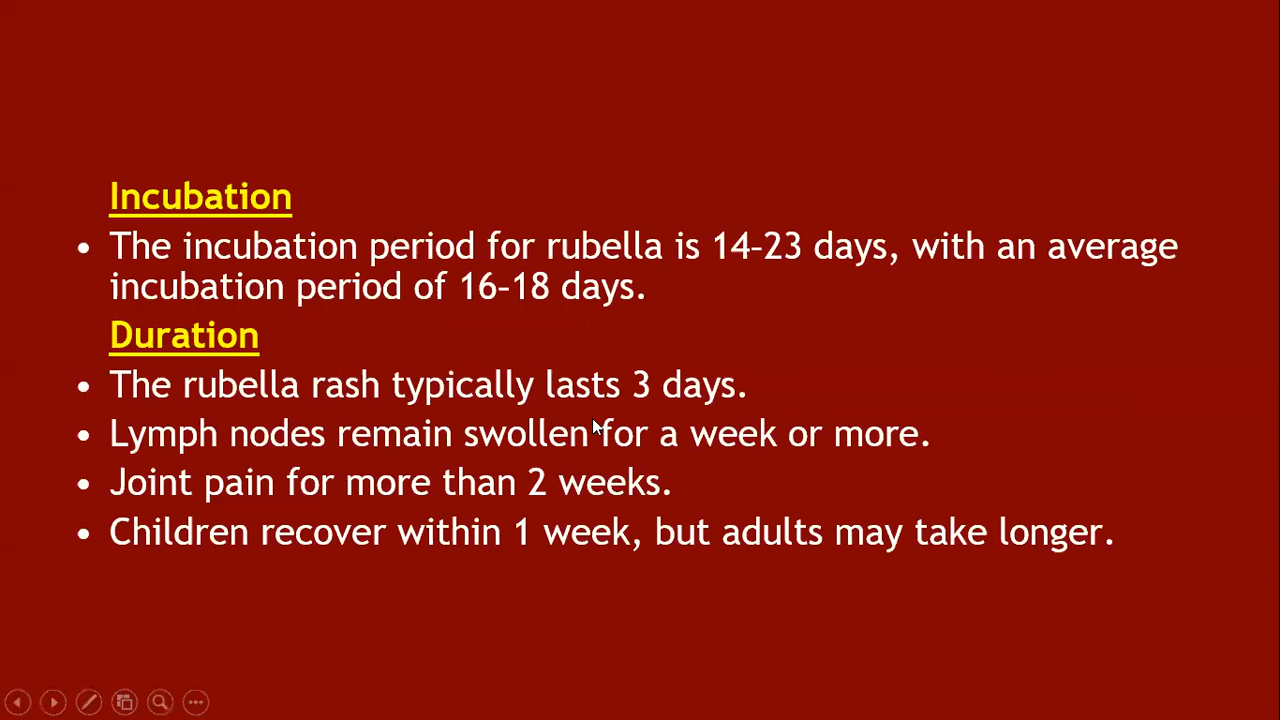 Incubation
• The incubation period for rubella is 14–23 days, with an average
incubation period of 16–18 days.
Duration
• The rubella rash typically lasts 3 days.
• Lymph nodes remain swollen for a week or more.
• Joint pain for more than 2 weeks.
• Children recover within 1 week, but adults may take longer.